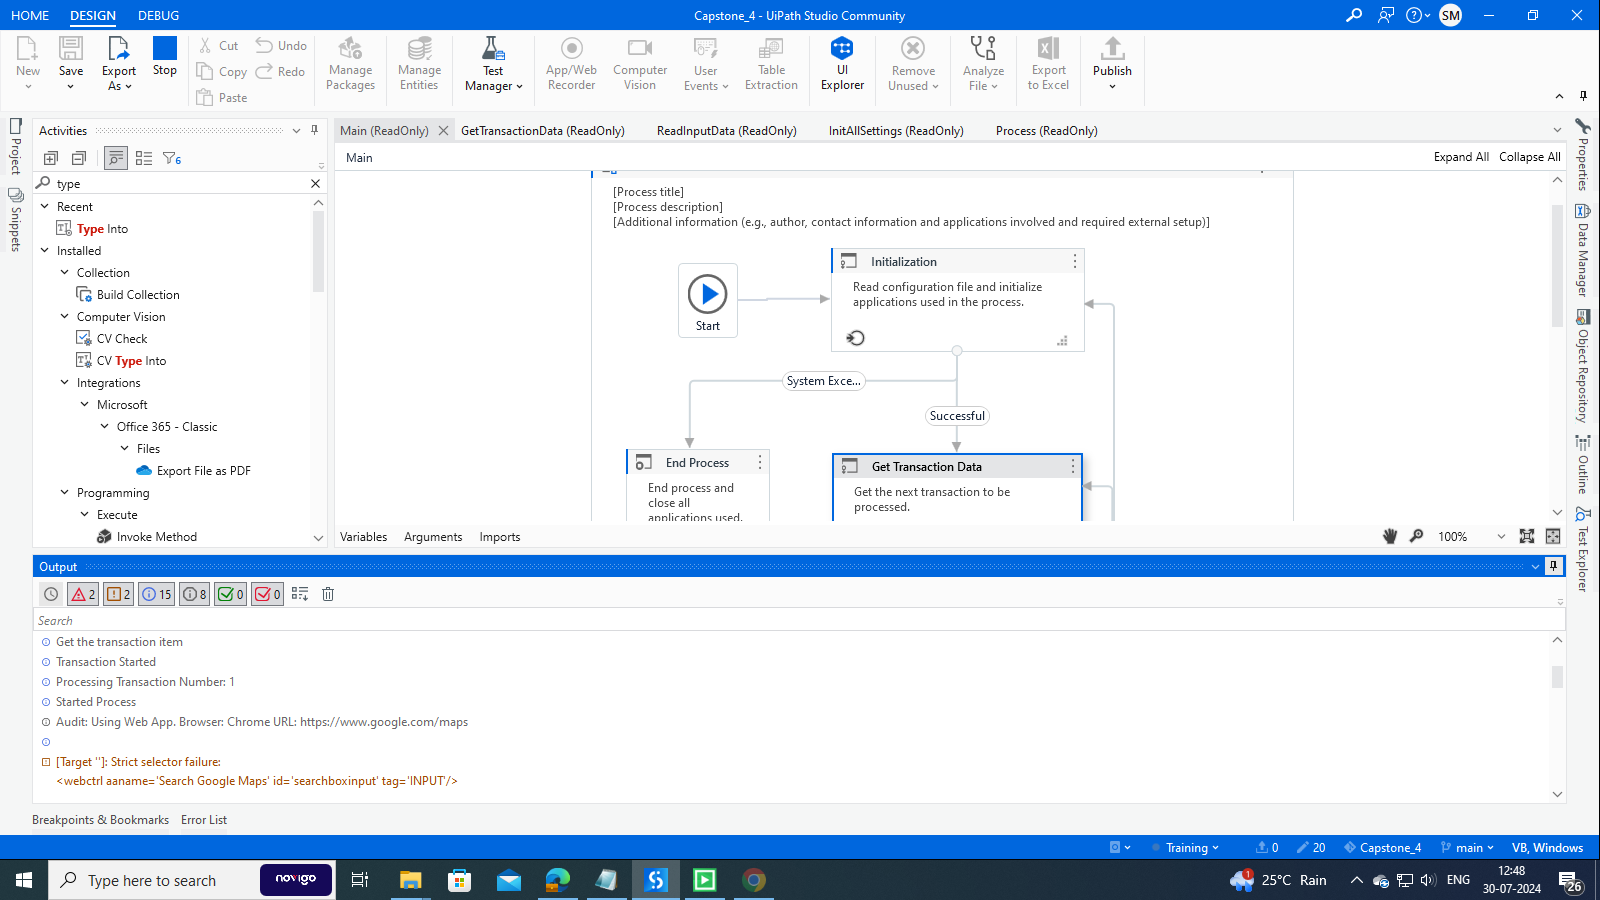 HOME DESIGN DEBUG
Capstone_4 - UiPath Studio Community
SM
New
Save
Export As
Stop
Cut
Copy
Paste
Undo
Redo
Manage Packages
Manage Entities
Test Manager
App/Web Recorder
Computer Vision
User Events
Table Extraction
UI Explorer
Remove Unused
Analyze File
Export to Excel
Publish
Project
Snippets
Activities
6
type
Recent
Type Into
Installed
Collection
Build Collection
Computer Vision
CV Check
CV Type Into
Integrations
Microsoft
Office 365 - Classic
Files
Export File as PDF
Programming
Execute
Invoke Method
Main (ReadOnly) GetTransactionData (ReadOnly) ReadInputData (ReadOnly) InitAllSettings (ReadOnly) Process (ReadOnly)
Main
Expand All Collapse All
[Process title]
[Process description]
[Additional information (e.g., author, contact information and applications involved and required external setup)]
Start
Initialization
Read configuration file and initialize
applications used in the process.
System Exce...
Successful
End Process
End process and
close all
applications used.
Get Transaction Data
Get the next transaction to be
processed.
Variables Arguments Imports
100%
Properties
Data Manager
Object Repository
Outline
Test Explorer
Output
2 2 15 8 0 0
Search
Get the transaction item
Transaction Started
Processing Transaction Number: 1
Started Process
Audit: Using Web App. Browser: Chrome URL: https://www.google.com/maps
[Target '']: Strict selector failure:
<webctrl aaname='Search Google Maps' id='searchboxinput' tag='INPUT'/>
Breakpoints & Bookmarks Error List
Training 0 20 Capstone_4 main VB, Windows
Type here to search
novigo
1
25°C Rain
ENG
12:48
30-07-2024
26